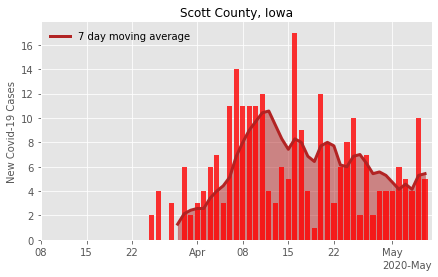 Scott County, Iowa
7 day moving average
New Covid-19 Cases
16
14
12
10
8
6
4
2
0
08 15 22 Apr 08 15 22 May
2020-May